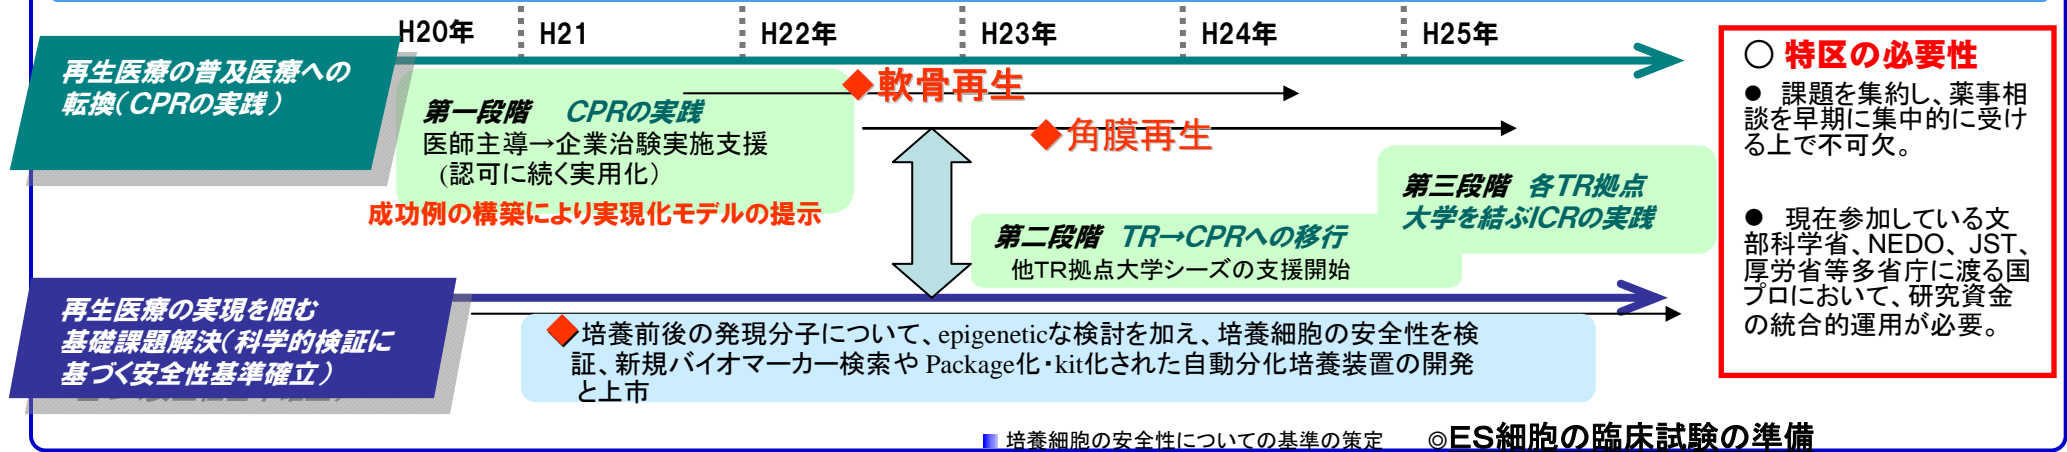 H20年
H21
H22年
H23年
H24年
H25年
再生医療の普及医療への
転換(CPRの実践)
第一段階 CPRの実践
医師主導→企業治験実施支援
(認可に続く実用化)
成功例の構築により実現化モデルの提示
◆軟骨再生
◆角膜再生
第二段階 TR→CPRへの移行
他TR拠点大学シーズの支援開始
第三段階 各TR拠点
大学を結ぶICRの実践
再生医療の実現を阻む
基礎課題解決(科学的検証に
基づく安全性基準確立)
◆培養前後の発現分子について、epigeneticな検討を加え、培養細胞の安全性を検
証、新規バイオマーカー検索や Package化・kit化された自動分化培養装置の開発
と上市
■ 培養細胞の安全性についての基準の策定
◎ES細胞の臨床試験の準備
○ 特区の必要性
● 課題を集約し、薬事相
談を早期に集中的に受け
る上で不可欠。
● 現在参加している文
部科学省、NEDO、JST、
厚労省等多省庁に渡る国
プロにおいて、研究資金
の統合的運用が必要。